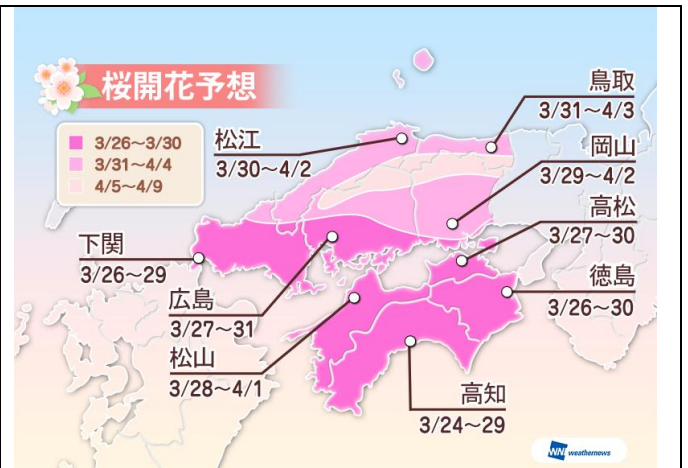 桜開花予想
3/26〜3/30
3/31〜4/4
4/5〜4/9
松江
3/30〜4/2
鳥取
3/31〜4/3
岡山
3/29〜4/2
高松
3/27〜30
徳島
3/26〜30
下関
3/26〜29
広島
3/27〜31
松山
3/28〜4/1
高知
3/24〜29
WNI weathernews